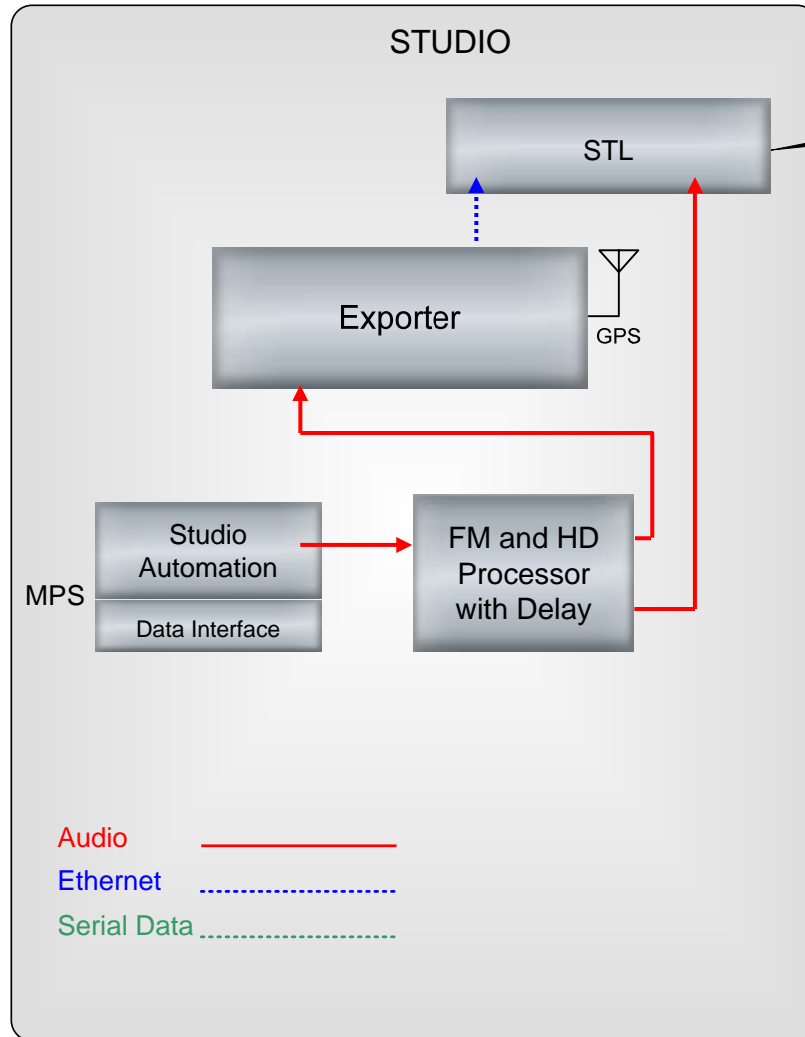 STUDIO
STL
Exporter
GPS
Studio
Automation
MPS
Data Interface
FM and HD
Processor
with Delay
Audio
Ethernet
Serial Data